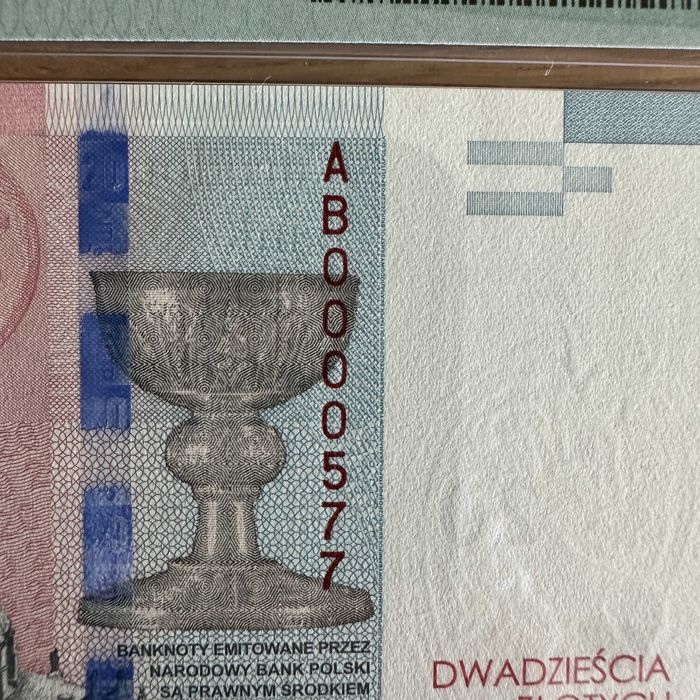 AB0000577
BANKNOTY EMITOWANE PRZEZ
NARODOWY BANK POLSKI
SĄ PRAWNYM ŚRODKIEM
DWADZIEŚCIA